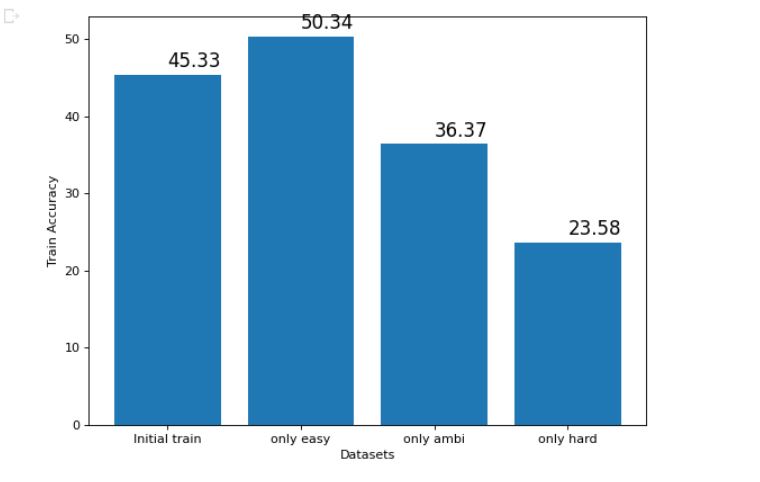 50.34
45.33
36.37
23.58
50
40
30
20
10
0
Train Accuracy
Initial train
only easy
only ambi
only hard
Datasets